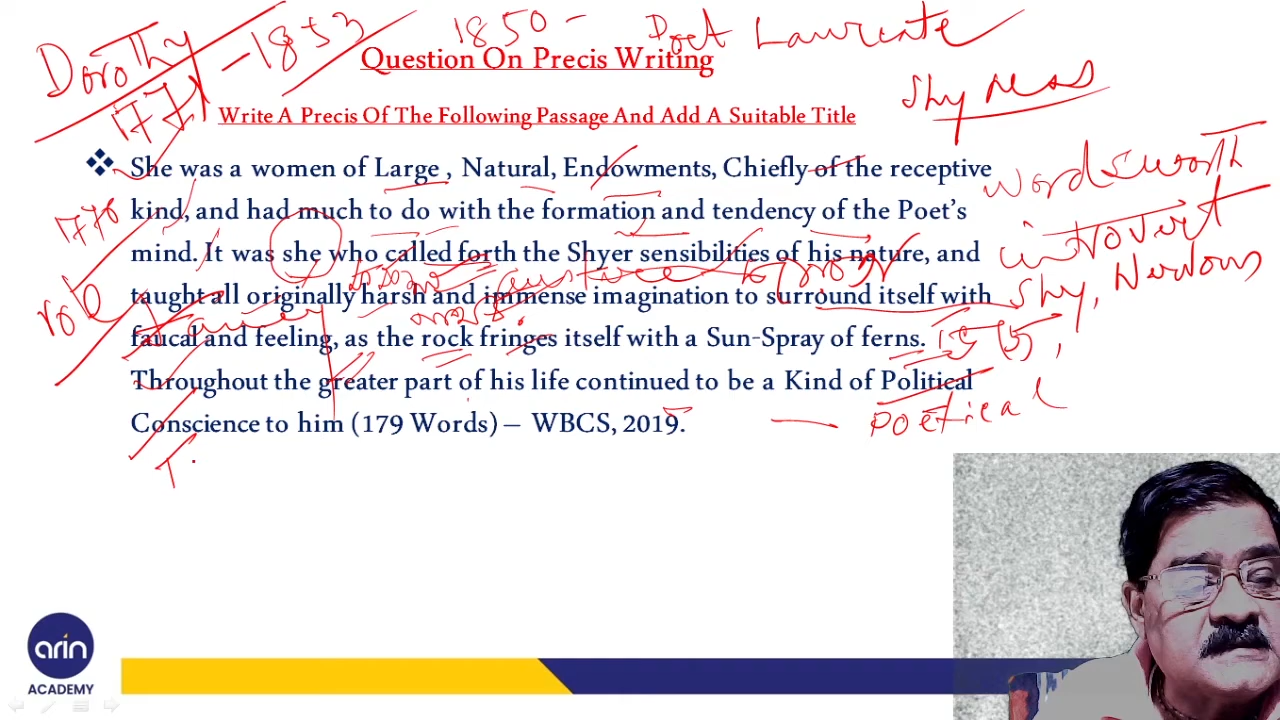 Dorothy
1771
-1853
1850 - Poet Laureate
Question On Precis Writing
Shyness
Write A Precis Of The Following Passage And Add A Suitable Title
❖ She was a women of Large , Natural, Endowments, Chiefly of the receptive
kind, and had much to do with the formation and tendency of the Poet's
mind. It was she who called forth the Shyer sensibilities of his nature, and
taught all originally harsh and immense imagination to surround itself with
faucal and feeling, as the rock fringes itself with a Sun-Spray of ferns.
Throughout the greater part of his life continued to be a Kind of Political
Conscience to him (179 Words) – WBCS, 2019.
Wordsworth
introvert
Shy, Nervous
1770
role
austere
Poetical
T
arin
ACADEMY